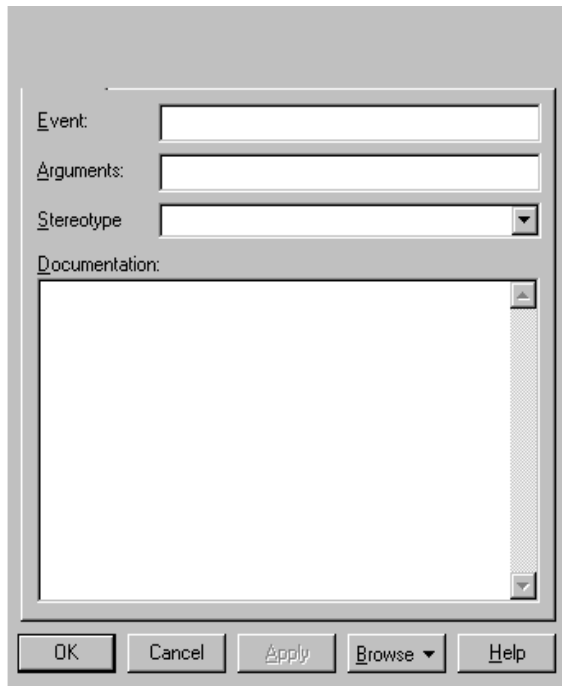 Event:
Arguments:
Stereotype
Documentation:
OK Cancel Apply Browse Help